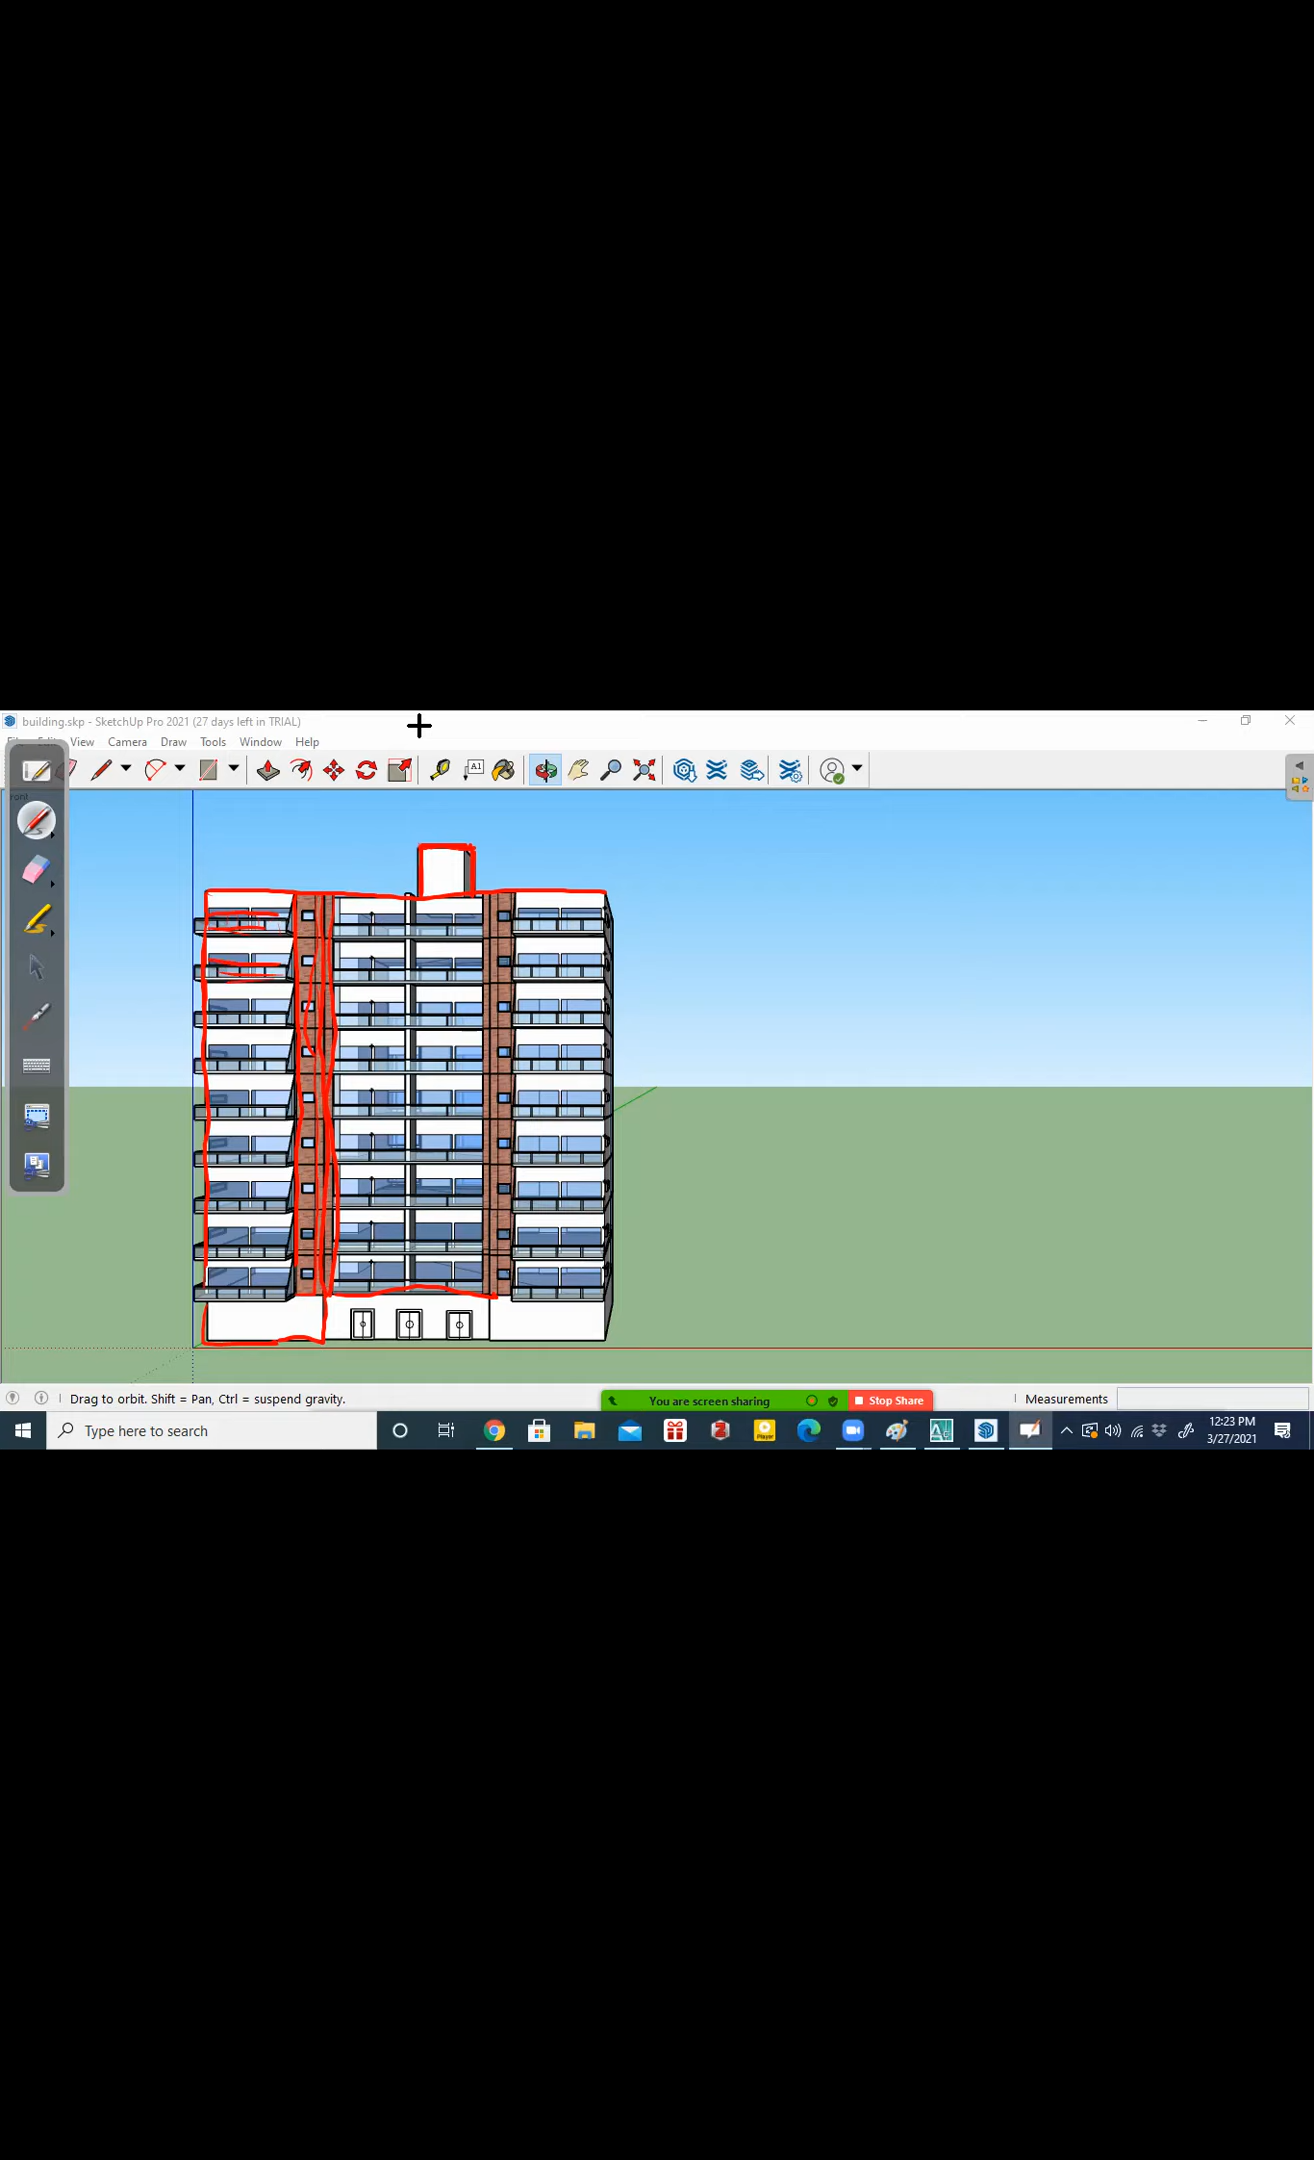 building.skp - SketchUp Pro 2021 (27 days left in TRIAL)
View Camera Draw Tools Window Help
A1
Drag to orbit. Shift = Pan, Ctrl = suspend gravity.
You are screen sharing
Stop Share
Measurements
Type here to search
Player
12:23 PM
3/27/2021